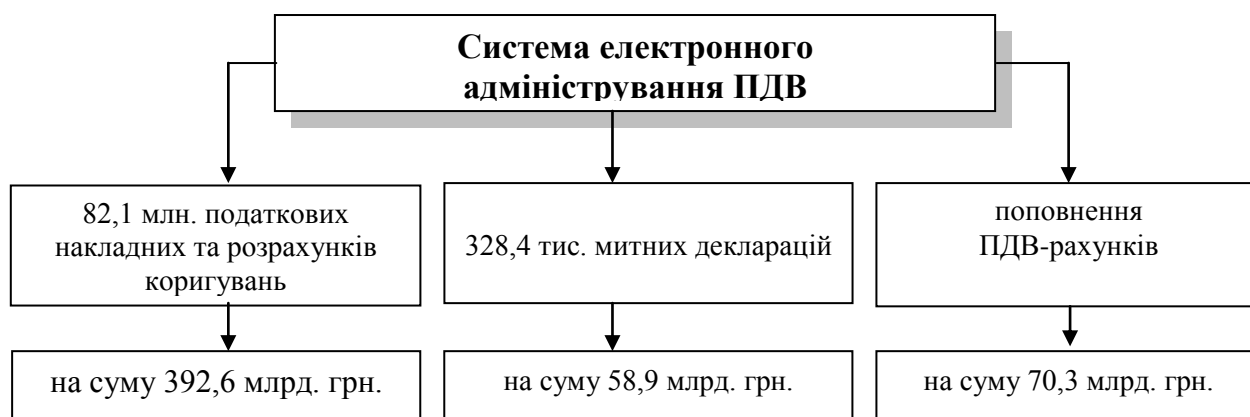 Система електронного
адміністрування ПДВ
82,1 млн. податкових
накладних та розрахунків
коригувань
328,4 тис. митних декларацій
поповнення
ПДВ-рахунків
на суму 392,6 млрд. грн.
на суму 58,9 млрд. грн.
на суму 70,3 млрд. грн.